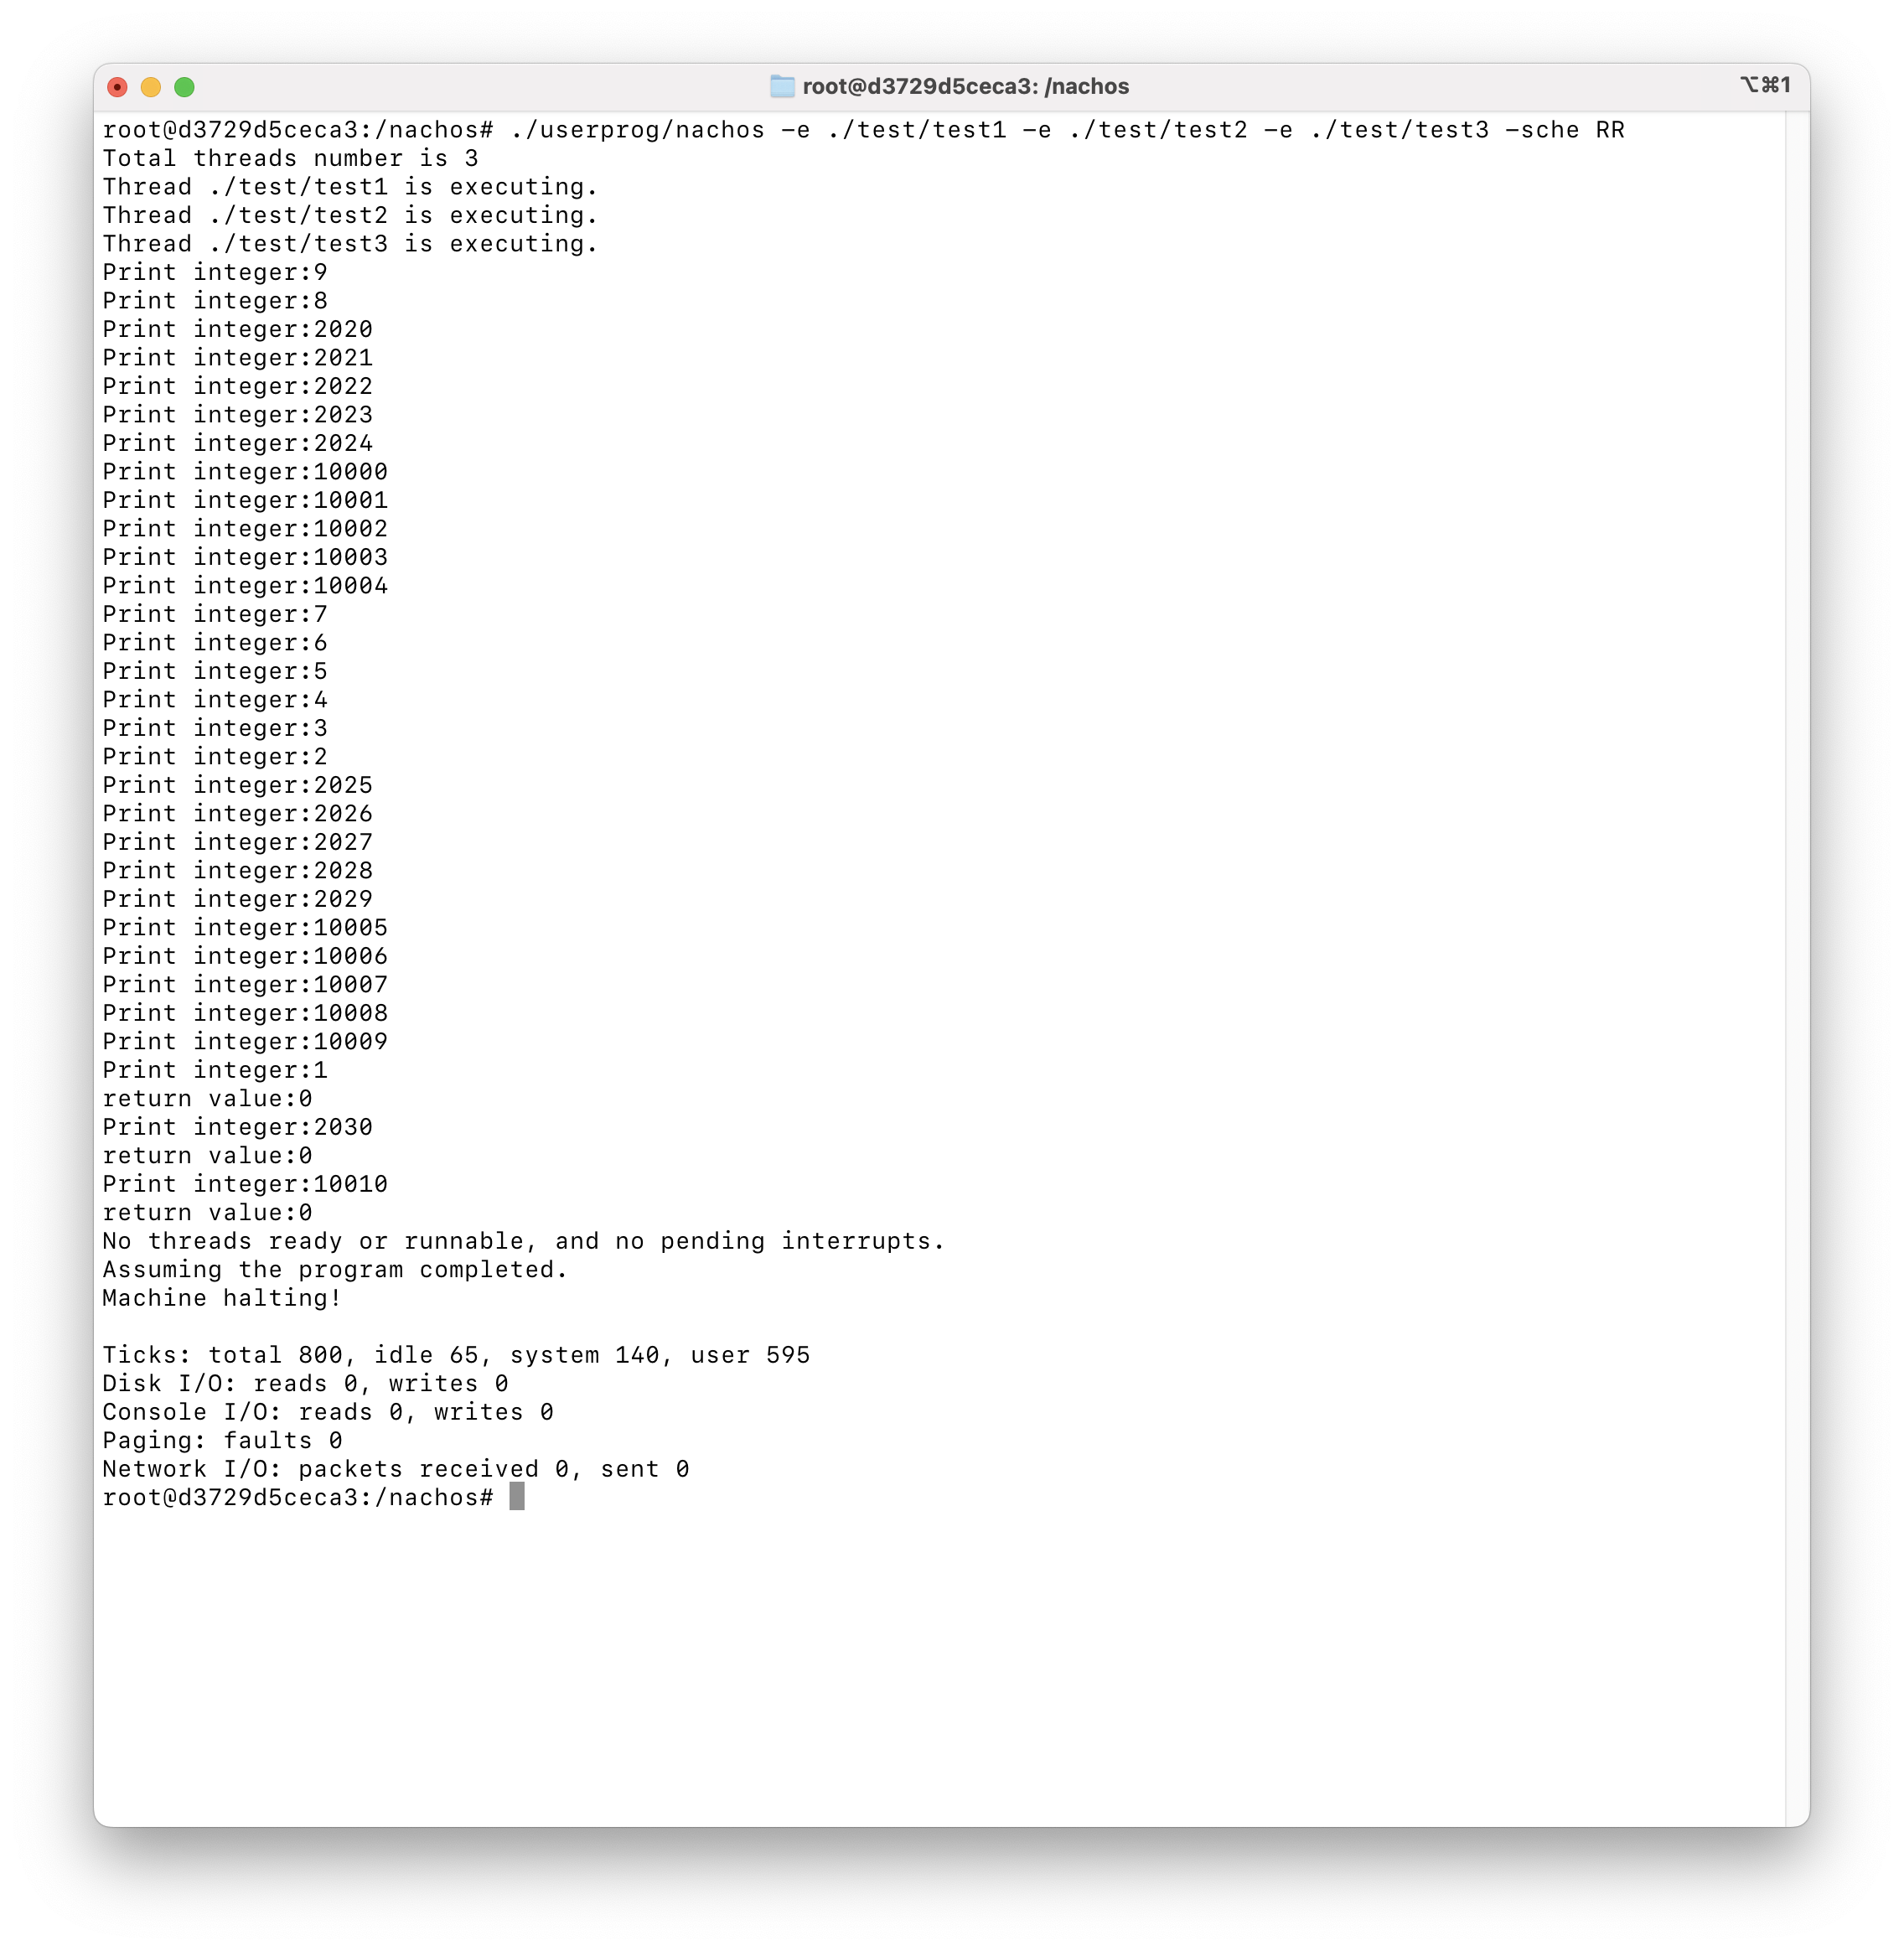 root@d3729d5ceca3: /nachos
⌥⌘1
root@d3729d5ceca3:/nachos# ./userprog/nachos -e ./test/test1 -e ./test/test2 -e ./test/test3 -sche RR
Total threads number is 3
Thread ./test/test1 is executing.
Thread ./test/test2 is executing.
Thread ./test/test3 is executing.
Print integer:9
Print integer:8
Print integer:2020
Print integer:2021
Print integer:2022
Print integer:2023
Print integer:2024
Print integer:10000
Print integer:10001
Print integer:10002
Print integer:10003
Print integer:10004
Print integer:7
Print integer:6
Print integer:5
Print integer:4
Print integer:3
Print integer:2
Print integer:2025
Print integer:2026
Print integer:2027
Print integer:2028
Print integer:2029
Print integer:10005
Print integer:10006
Print integer:10007
Print integer:10008
Print integer:10009
Print integer:1
return value:0
Print integer:2030
return value:0
Print integer:10010
return value:0
No threads ready or runnable, and no pending interrupts.
Assuming the program completed.
Machine halting!

Ticks: total 800, idle 65, system 140, user 595
Disk I/O: reads 0, writes 0
Console I/O: reads 0, writes 0
Paging: faults 0
Network I/O: packets received 0, sent 0
root@d3729d5ceca3:/nachos#